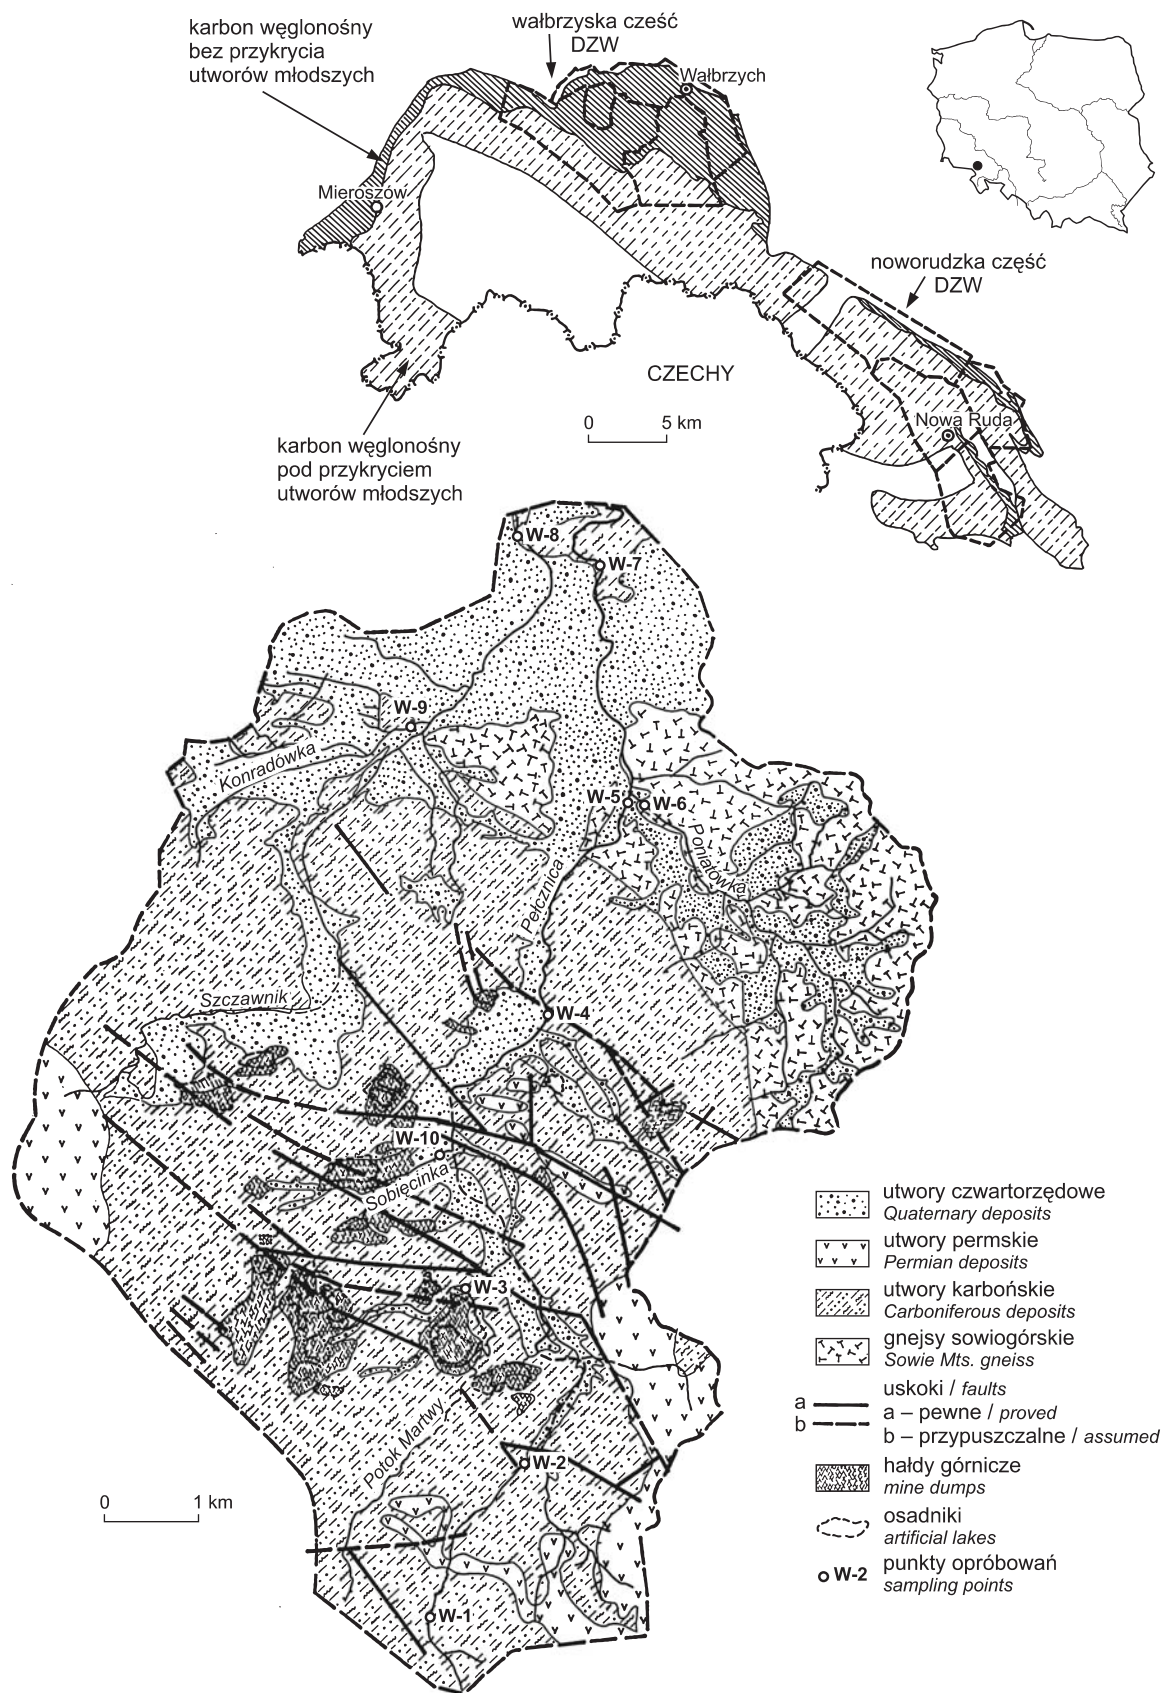 karbon węglonośny
bez przykrycia
utworów młodszych
wałbrzyska cześć
DZW
Wałbrzych
Mieroszów
noworudzka część
DZW
CZECHY
0 5 km
Nowa Ruda
karbon węglonośny
pod przykryciem
utworów młodszych
W-8
W-7
W-9
Konradówka
W-5
W-6
Poniatówka
Pełcznica
Szczawnik
W-4
W-10
Sobięcinka
W-3
Potok Martwy
W-2
0 1 km
W-1
utwory czwartorzędowe
Quaternary deposits
utwory permskie
Permian deposits
utwory karbońskie
Carboniferous deposits
gnejsy sowiogórskie
Sowie Mts. gneiss
uskoki / faults
a a – pewne / proved
b b – przypuszczalne / assumed
hałdy górnicze
mine dumps
osadniki
artificial lakes
W-2 punkty opróbowań
sampling points